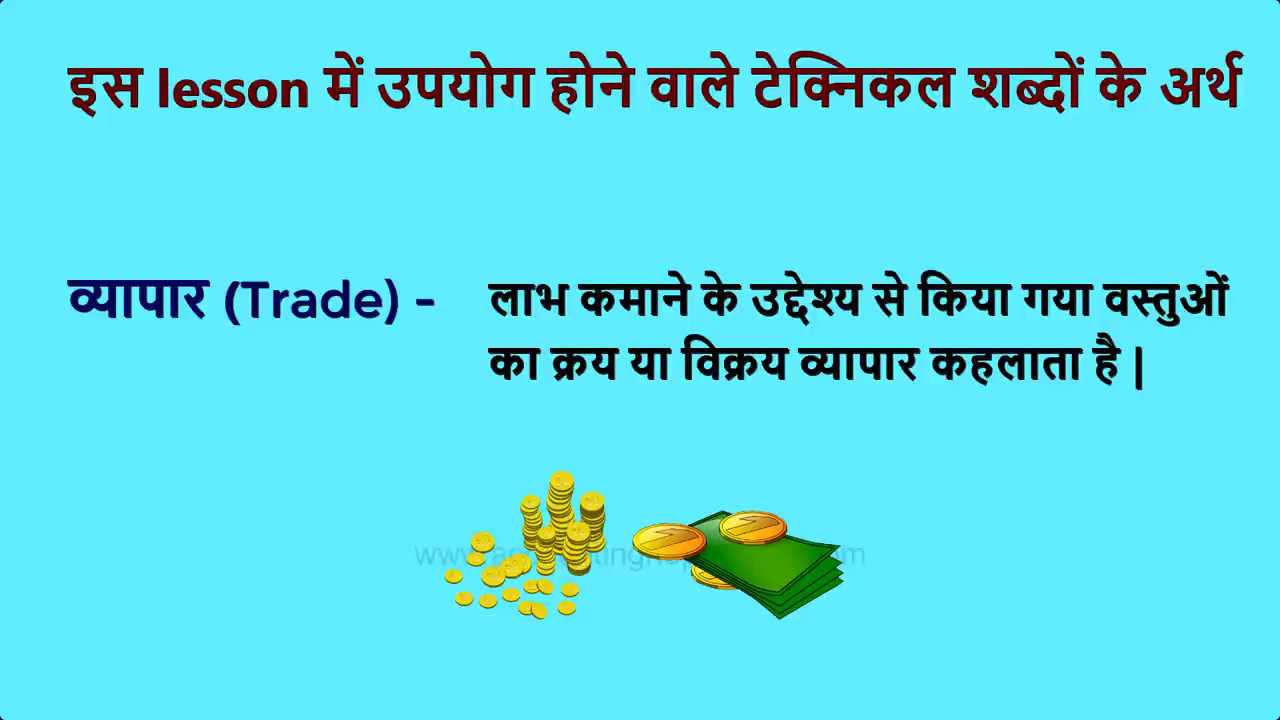 इस lesson में उपयोग होने वाले टेक्निकल शब्दों के अर्थ
व्यापार (Trade) -
लाभ कमाने के उद्देश्य से किया गया वस्तुओं
का क्रय या विक्रय व्यापार कहलाता है |